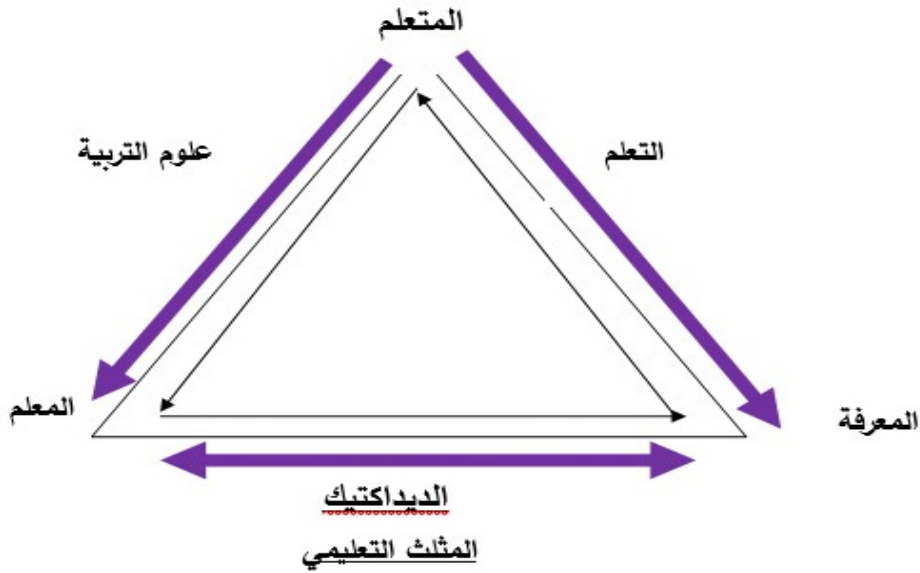 المتعلم
علوم التربية
التعلم
المعلم
المعرفة
الديداكتيك
المثلث التعليمي